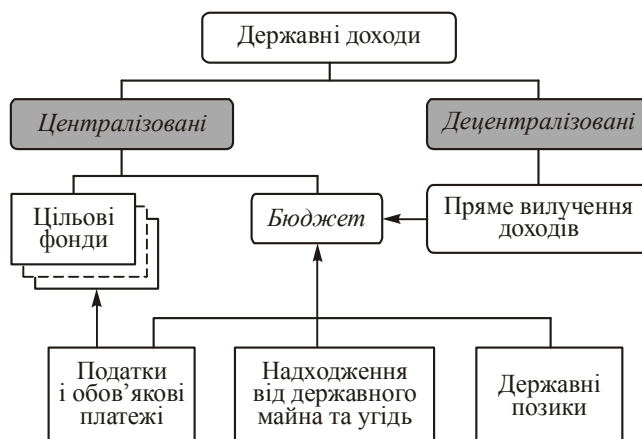 Державні доходи
Централізовані
Децентралізовані
Цільові
фонди
Бюджет
Пряме вилучення
доходів
Податки
і обов’якові
платежі
Надходження
від державного
майна та угідь
Державні
позики